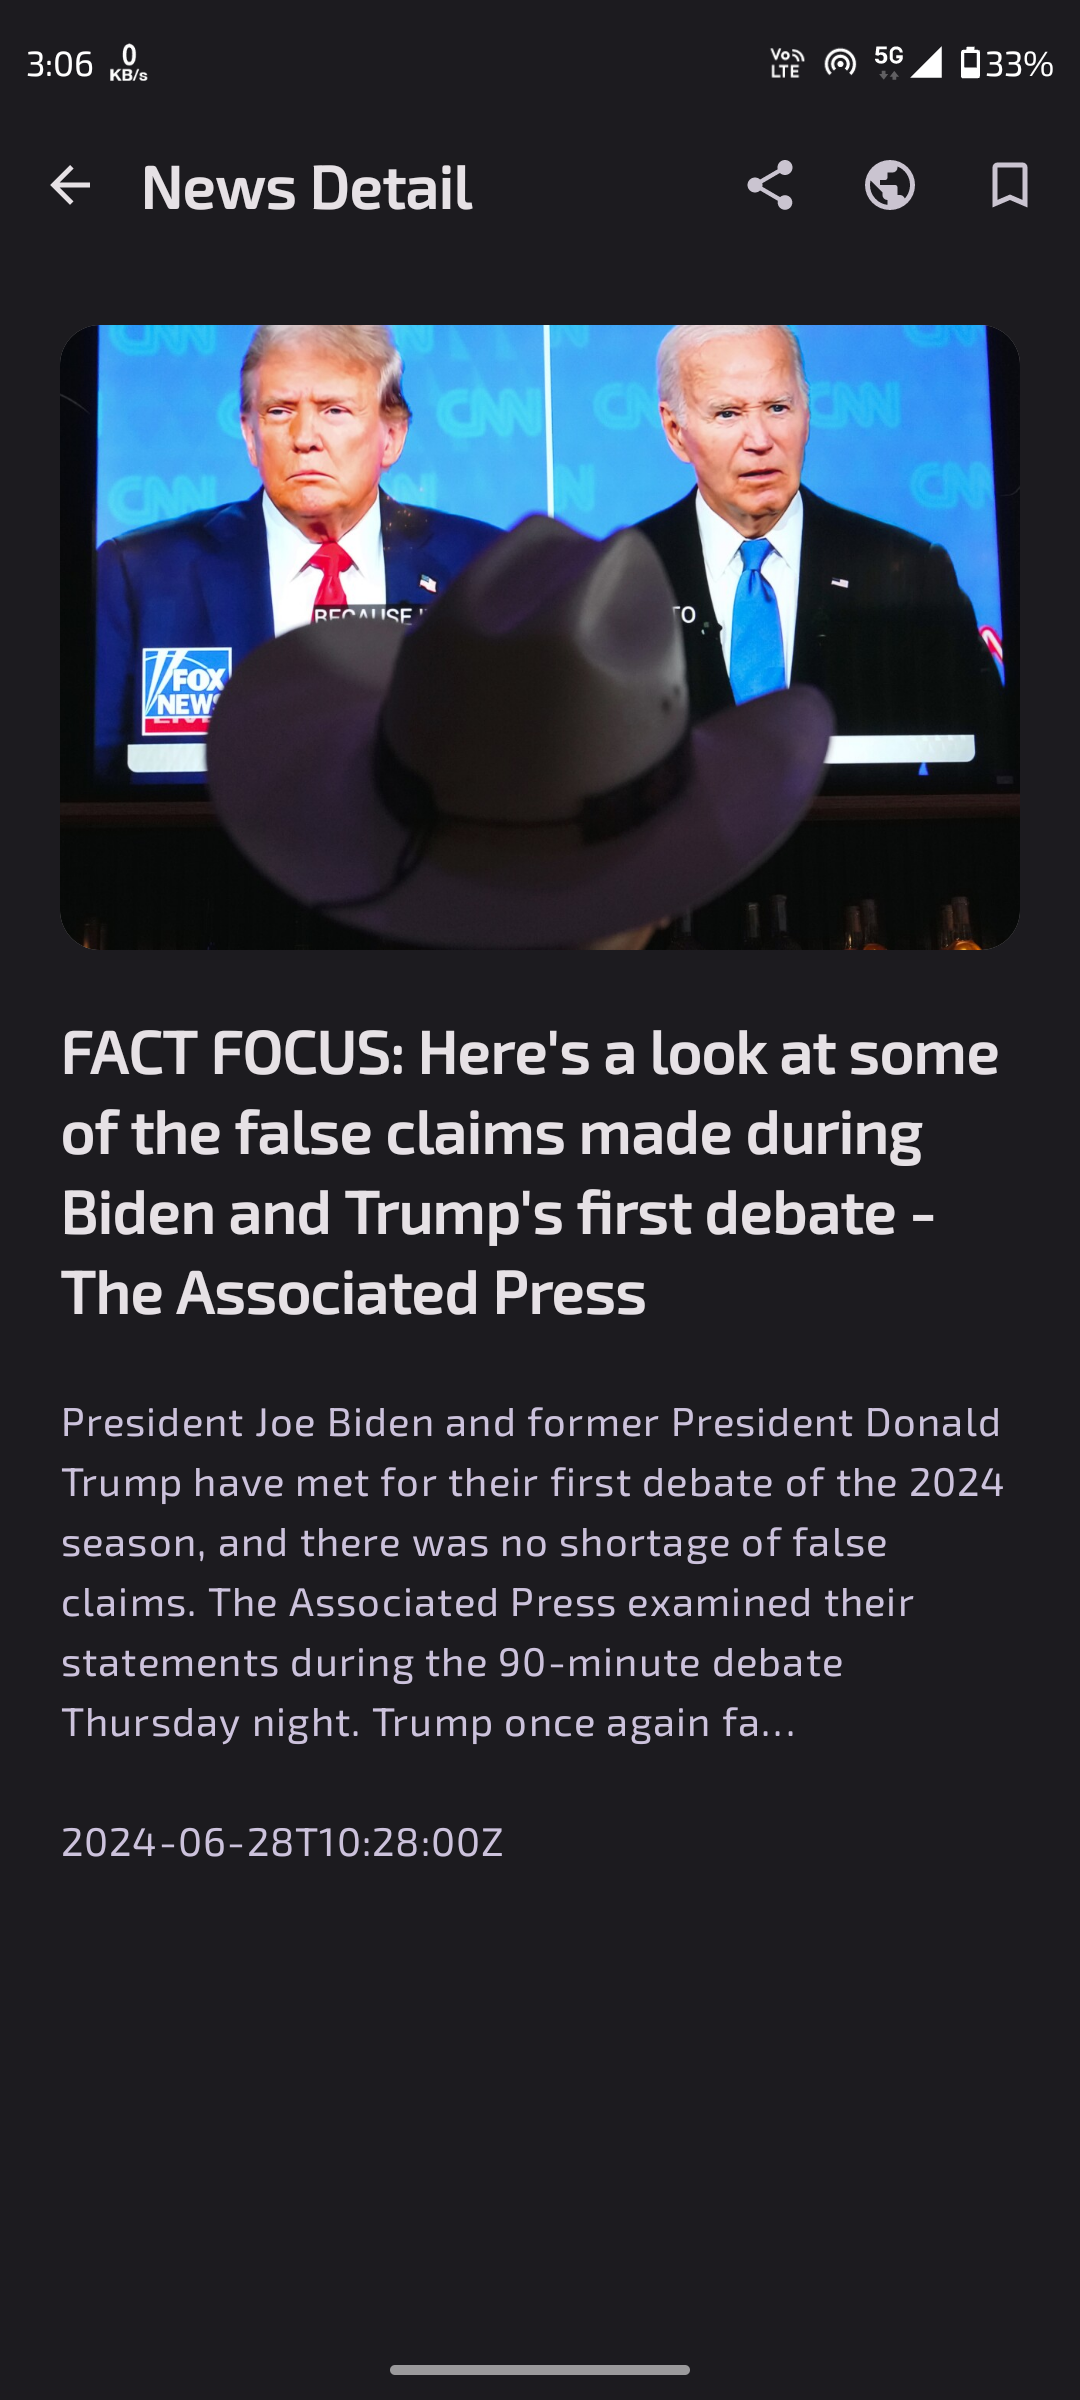 3:06 0 KB/s Vo LTE 5G 33%
News Detail
CNN CNN
CNN CNN CNN
CNN CNN
BECAUSE TO
FOX
NEWS
LIVE
FACT FOCUS: Here's a look at some
of the false claims made during
Biden and Trump's first debate -
The Associated Press
President Joe Biden and former President Donald
Trump have met for their first debate of the 2024
season, and there was no shortage of false
claims. The Associated Press examined their
statements during the 90-minute debate
Thursday night. Trump once again fa…
2024-06-28T10:28:00Z